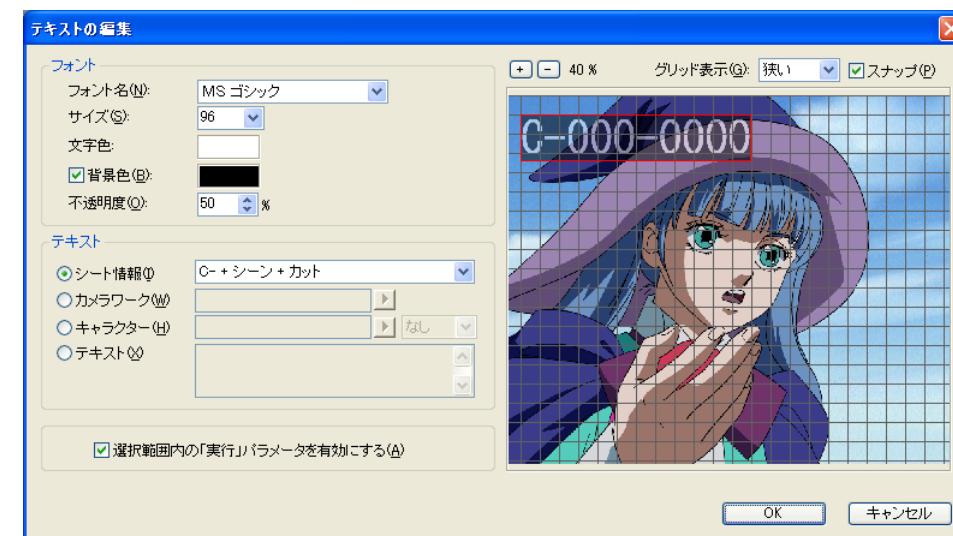 テキストの編集
フォント
フォント名(N): MS ゴシック
サイズ(S): 96
文字色:
背景色(B):
不透明度(O): 50 %
テキスト
シート情報(I) C- + シーン + カット
カメラワーク(W)
キャラクター(H) なし
テキスト(X)
選択範囲内の「実行」パラメータを有効にする(A)
+ - 40 % グリッド表示(G): 狭い スナップ(P)
C-000-0000
OK キャンセル